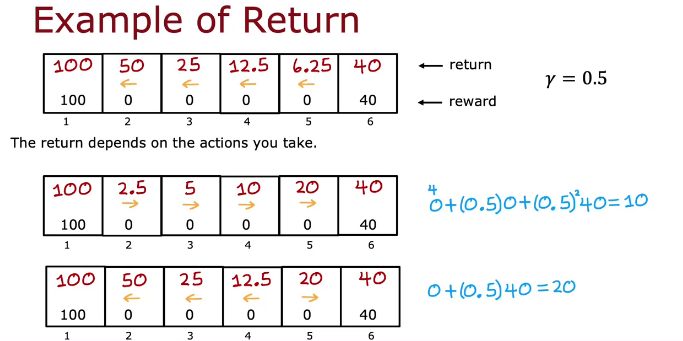 Example of Return
100 50 25 12.5 6.25 40 ← return
← ← ← ←
γ = 0.5
100 0 0 0 0 40 ← reward
1 2 3 4 5 6
The return depends on the actions you take.
100 2.5 5 10 20 40
→ → → →
4
0+(0.5)0+(0.5)²40=10
100 0 0 0 0 40
1 2 3 4 5 6
100 50 25 12.5 20 40
← ← ← →
0+(0.5)40=20
100 0 0 0 0 40
1 2 3 4 5 6